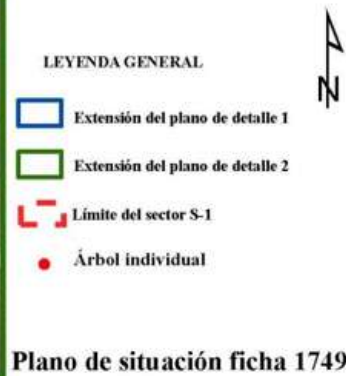 N
LEYENDA GENERAL
Extensión del plano de detalle 1
Extensión del plano de detalle 2
Límite del sector S-1
Árbol individual
Plano de situación ficha 1749